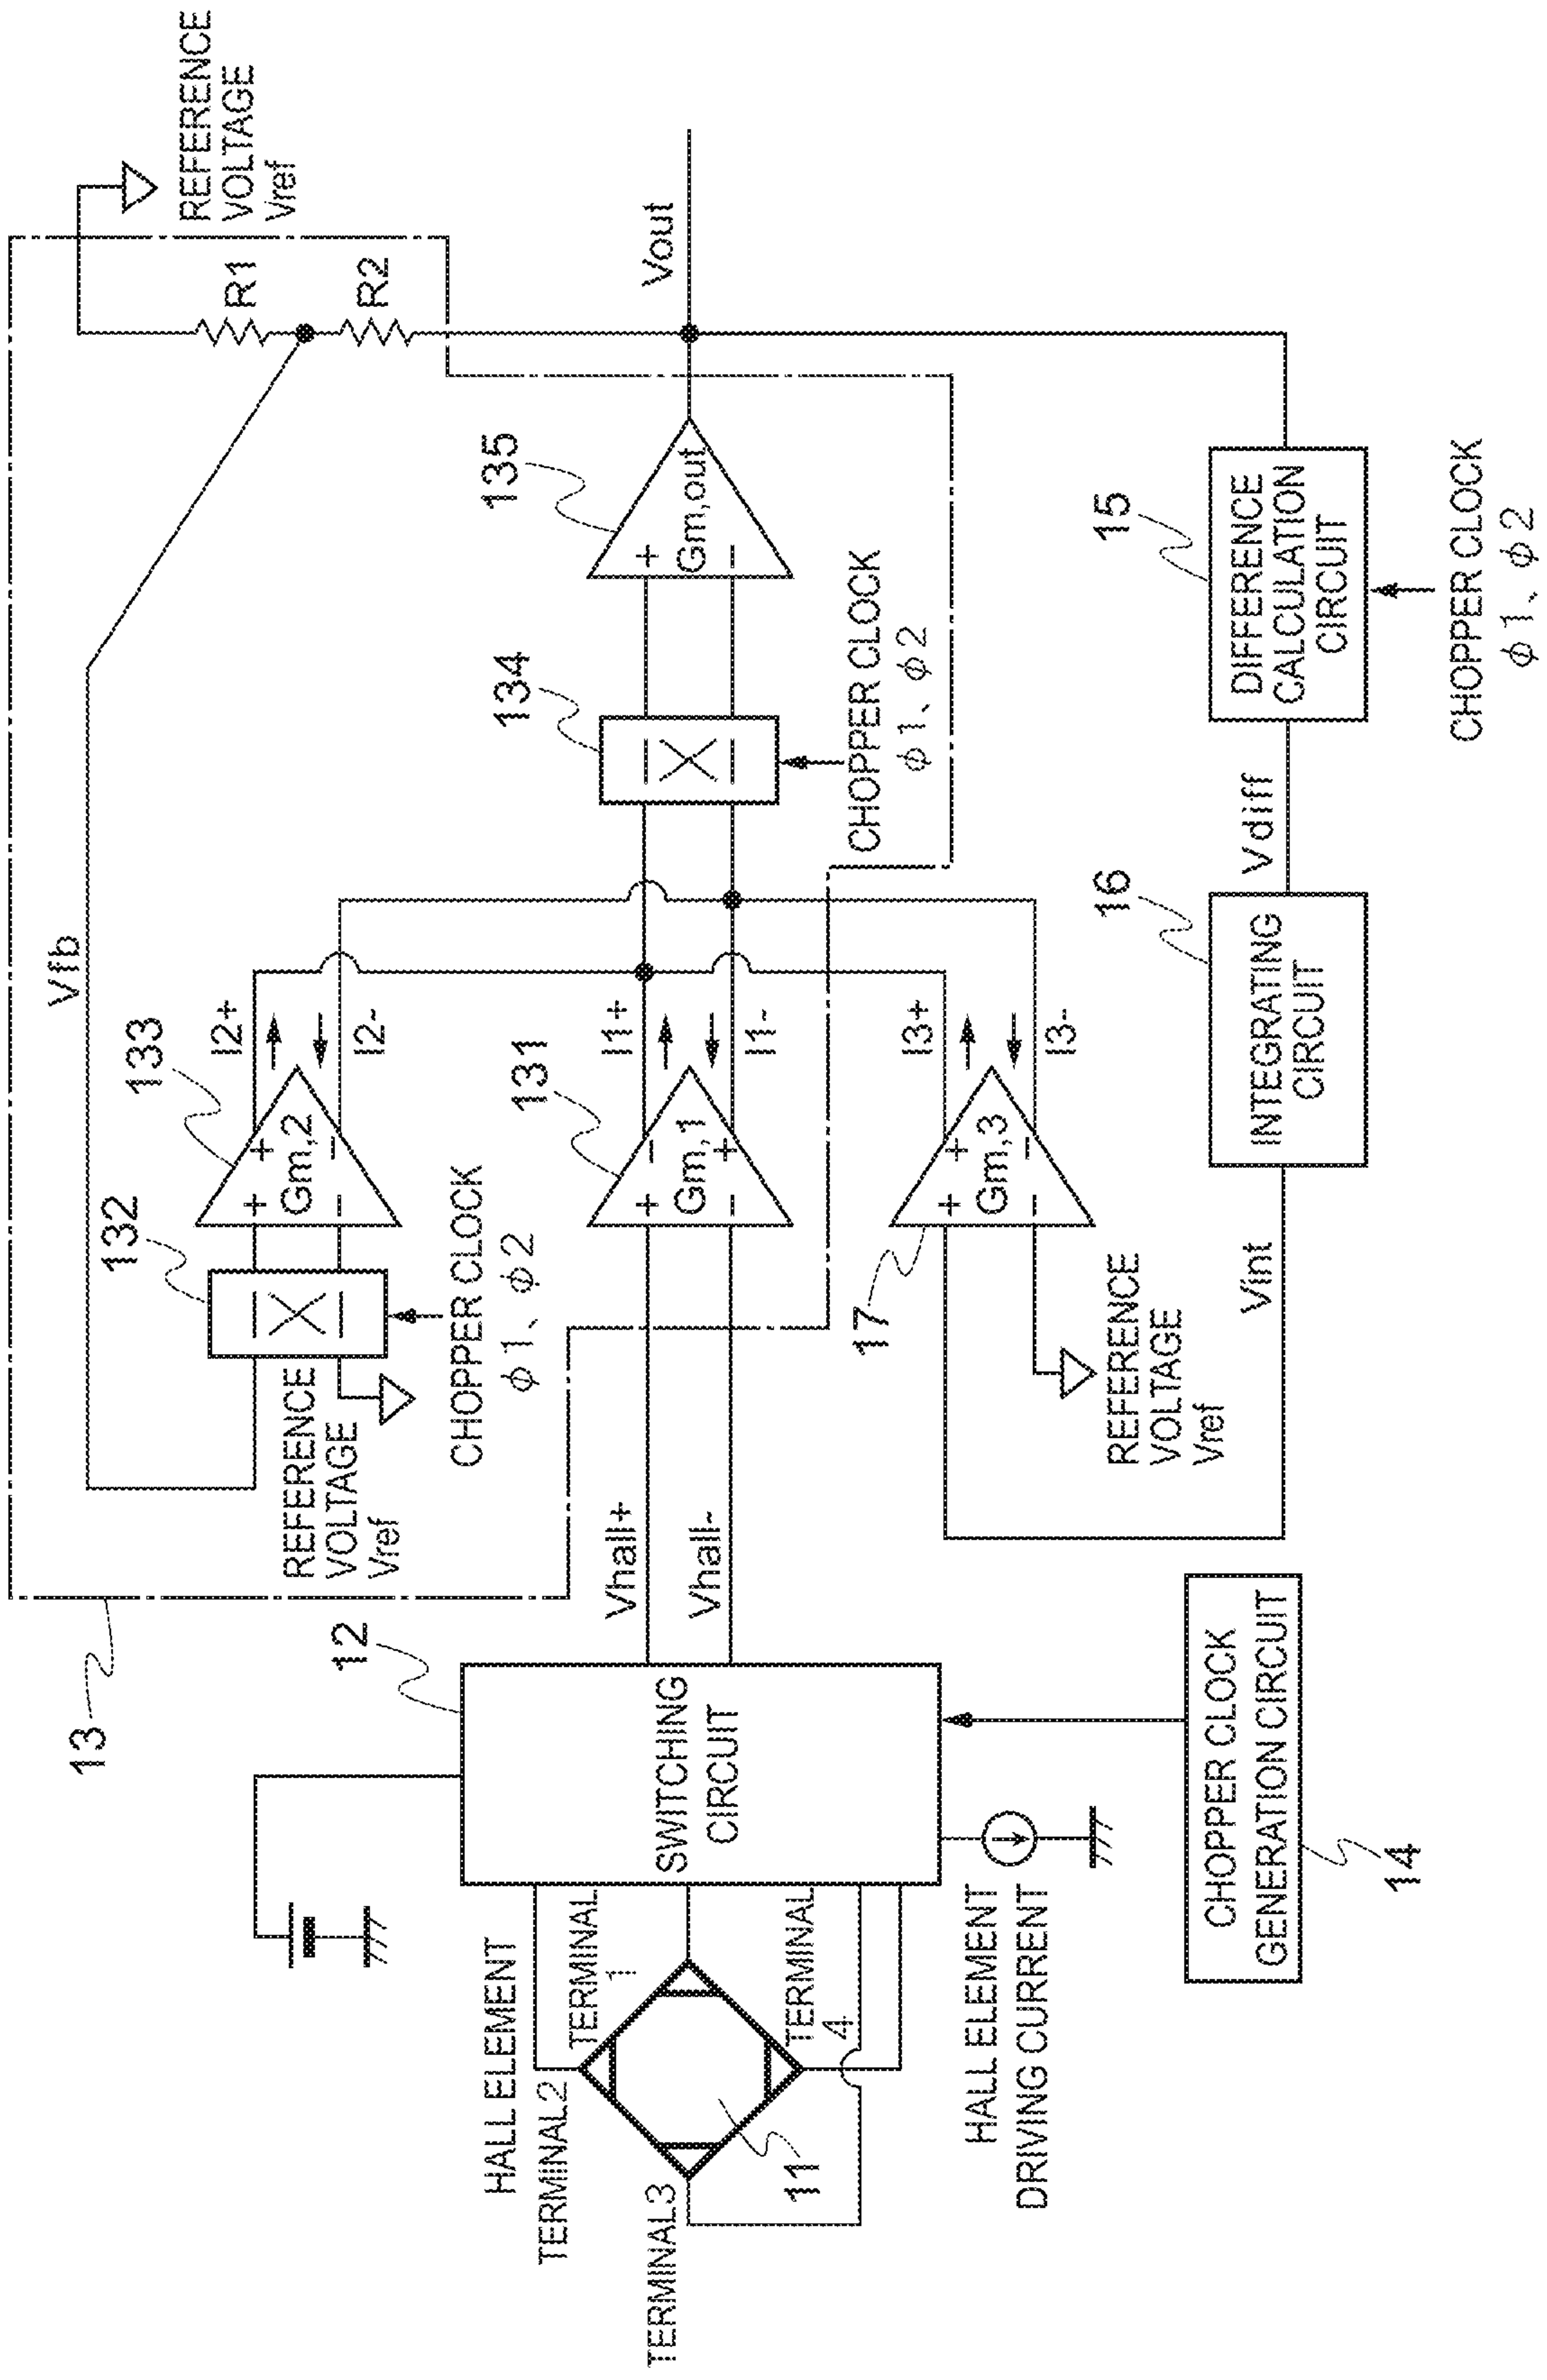 13
Vfb
REFERENCE
VOLTAGE
Vref
R1
R2
132
133
I2+
I2-
+
+
Gm,2
−
−
REFERENCE
VOLTAGE
Vref
CHOPPER CLOCK
ϕ1、ϕ2
12
SWITCHING
CIRCUIT
Vhall+
Vhall-
131
+
−
Gm,1
−
+
I1+
I1-
134
CHOPPER CLOCK
ϕ1、ϕ2
135
+
Gm,out
−
Vout
HALL ELEMENT
TERMINAL2
TERMINAL
1
TERMINAL3
TERMINAL
4
11
HALL ELEMENT
DRIVING CURRENT
17
+
+
Gm,3
−
−
I3+
I3-
REFERENCE
VOLTAGE
Vref
Vint
16
INTEGRATING
CIRCUIT
Vdiff
15
DIFFERENCE
CALCULATION
CIRCUIT
CHOPPER CLOCK
ϕ1、ϕ2
CHOPPER CLOCK
GENERATION CIRCUIT
14